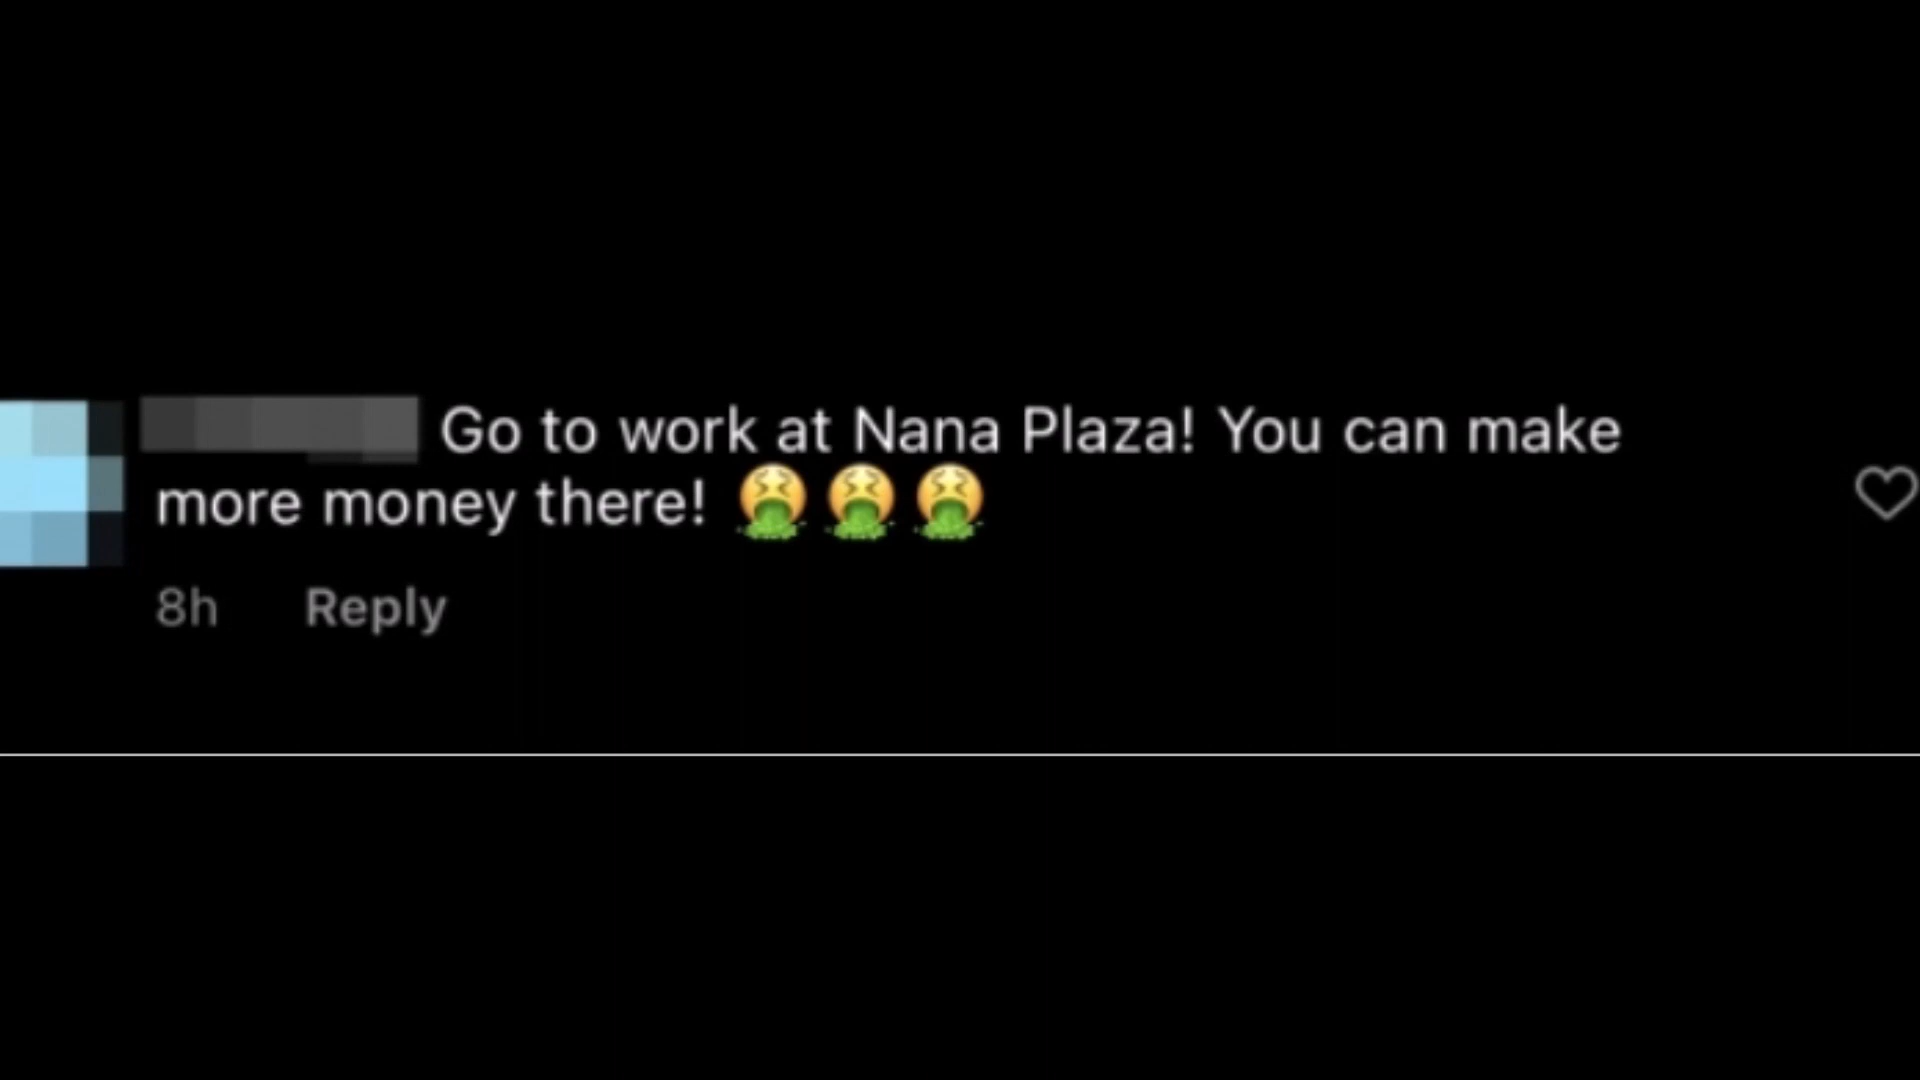 Go to work at Nana Plaza! You can make
more money there! 🤮🤮🤮
8h Reply